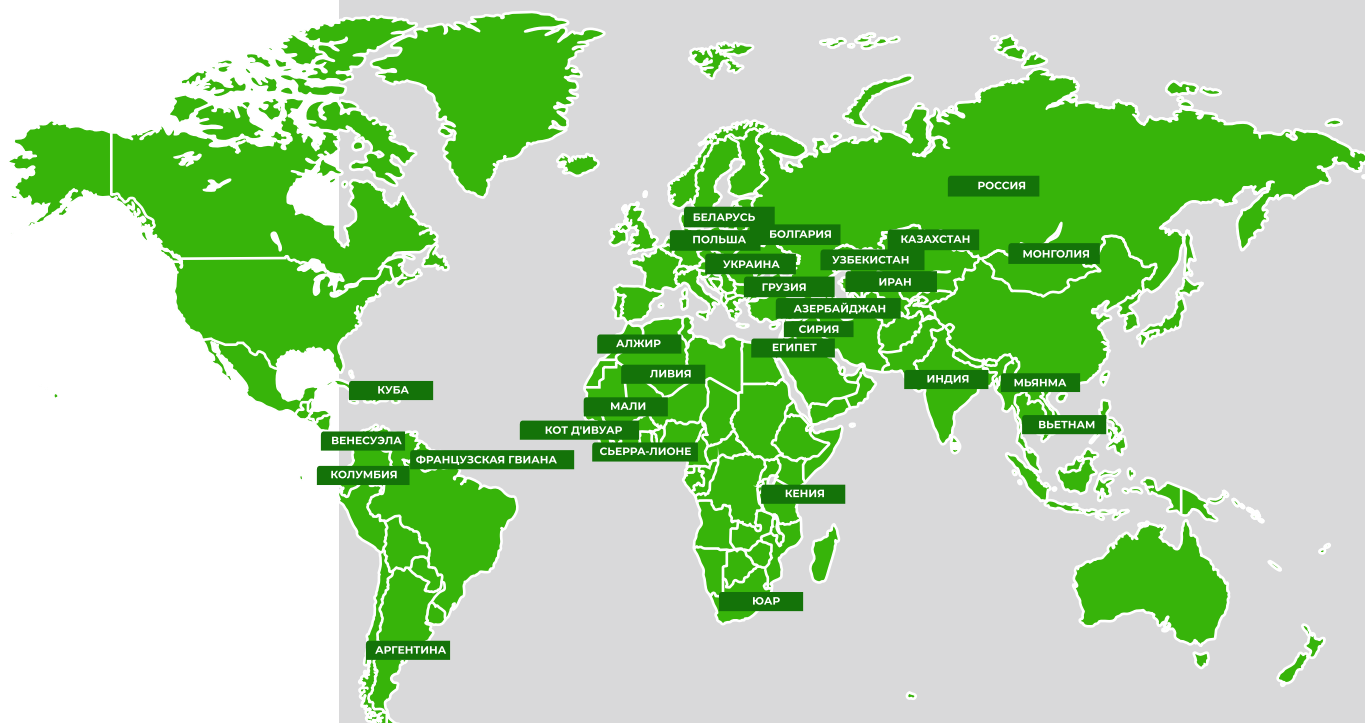 РОССИЯ
БЕЛАРУСЬ
БОЛГАРИЯ
ПОЛЬША
КАЗАХСТАН
МОНГОЛИЯ
УЗБЕКИСТАН
УКРАИНА
ИРАН
ГРУЗИЯ
АЗЕРБАЙДЖАН
СИРИЯ
АЛЖИР
ЕГИПЕТ
ЛИВИЯ
ИНДИЯ
МЬЯНМА
КУБА
МАЛИ
ВЬЕТНАМ
КОТ Д'ИВУАР
ВЕНЕСУЭЛА
СЬЕРРА-ЛИОНЕ
ФРАНЦУЗСКАЯ ГВИАНА
КОЛУМБИЯ
КЕНИЯ
ЮАР
АРГЕНТИНА